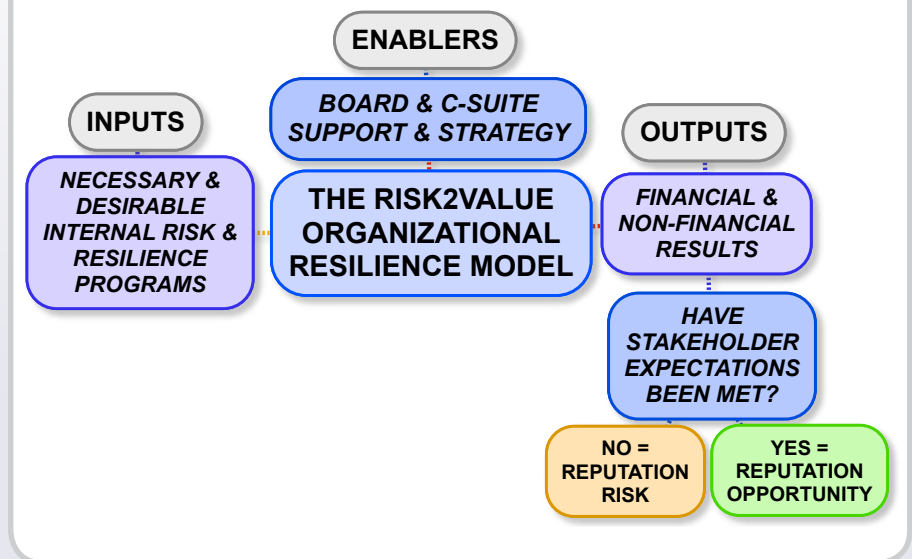 ENABLERS
BOARD & C-SUITE
SUPPORT & STRATEGY
INPUTS
NECESSARY &
DESIRABLE
INTERNAL RISK &
RESILIENCE
PROGRAMS
THE RISK2VALUE
ORGANIZATIONAL
RESILIENCE MODEL
OUTPUTS
FINANCIAL &
NON-FINANCIAL
RESULTS
HAVE
STAKEHOLDER
EXPECTATIONS
BEEN MET?
NO =
REPUTATION
RISK
YES =
REPUTATION
OPPORTUNITY